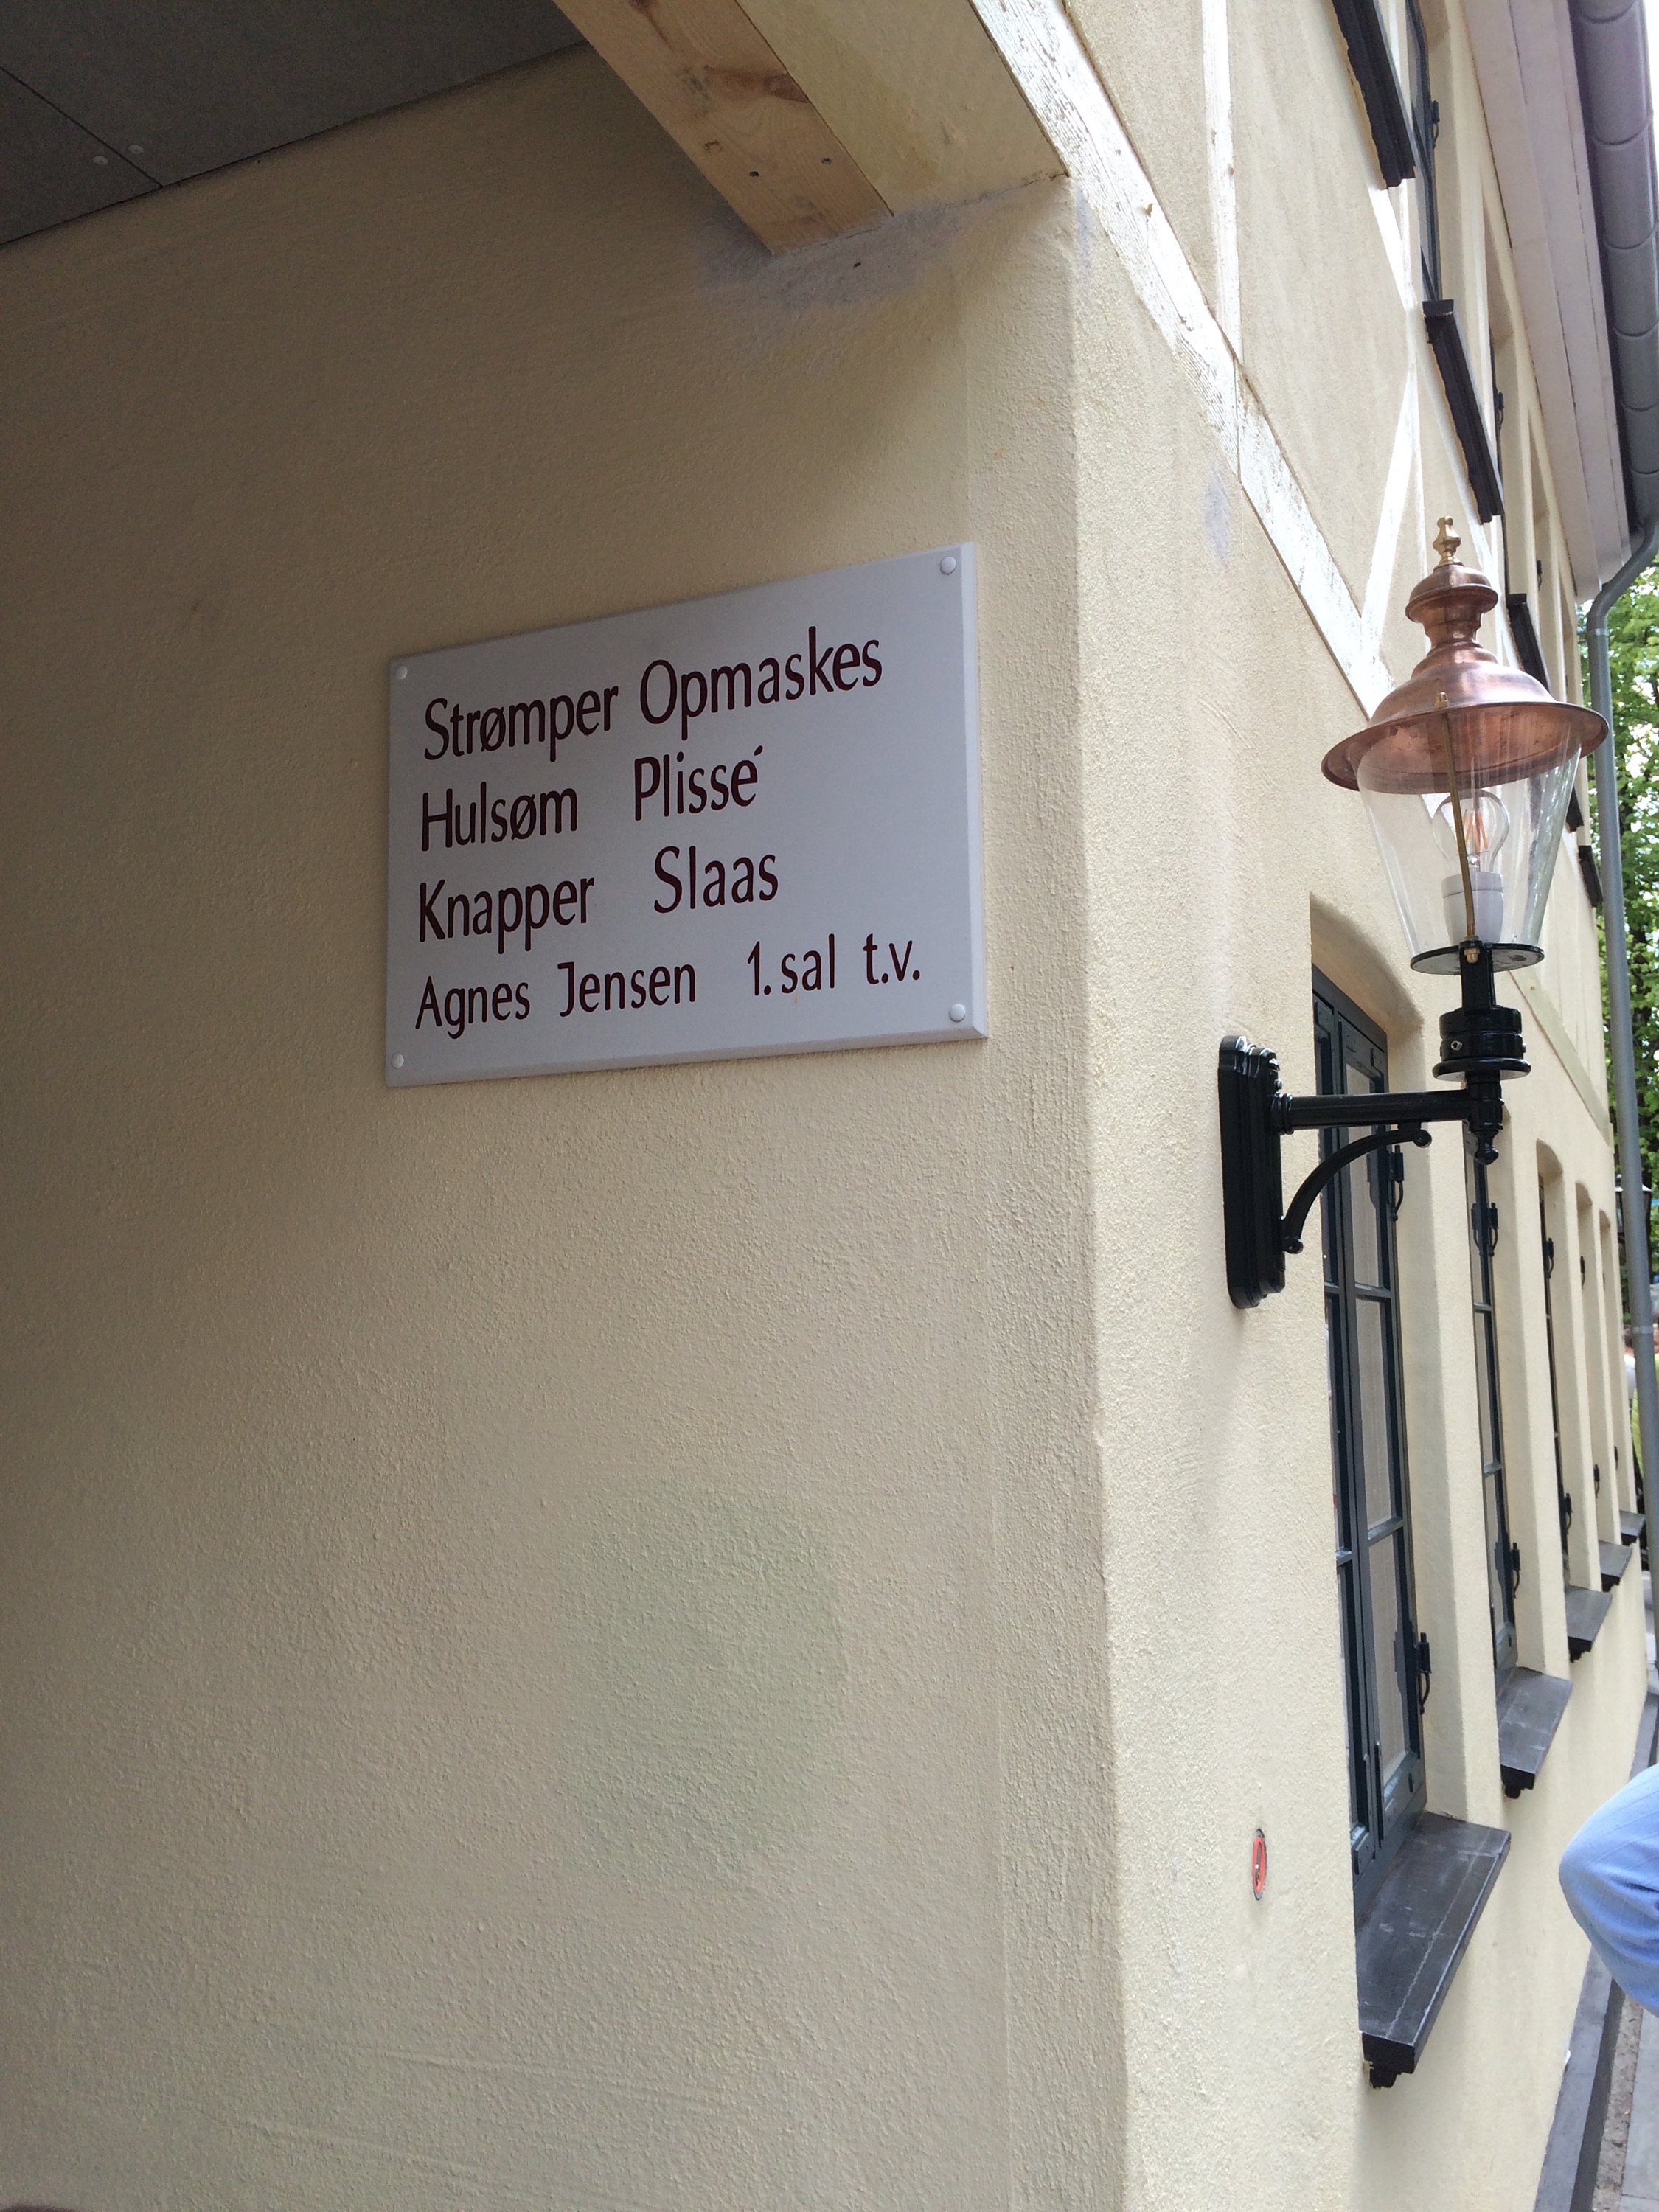 Strømper Opmaskes
Hulsøm Plissé
Knapper Slaas
Agnes Jensen 1.sal t.v.